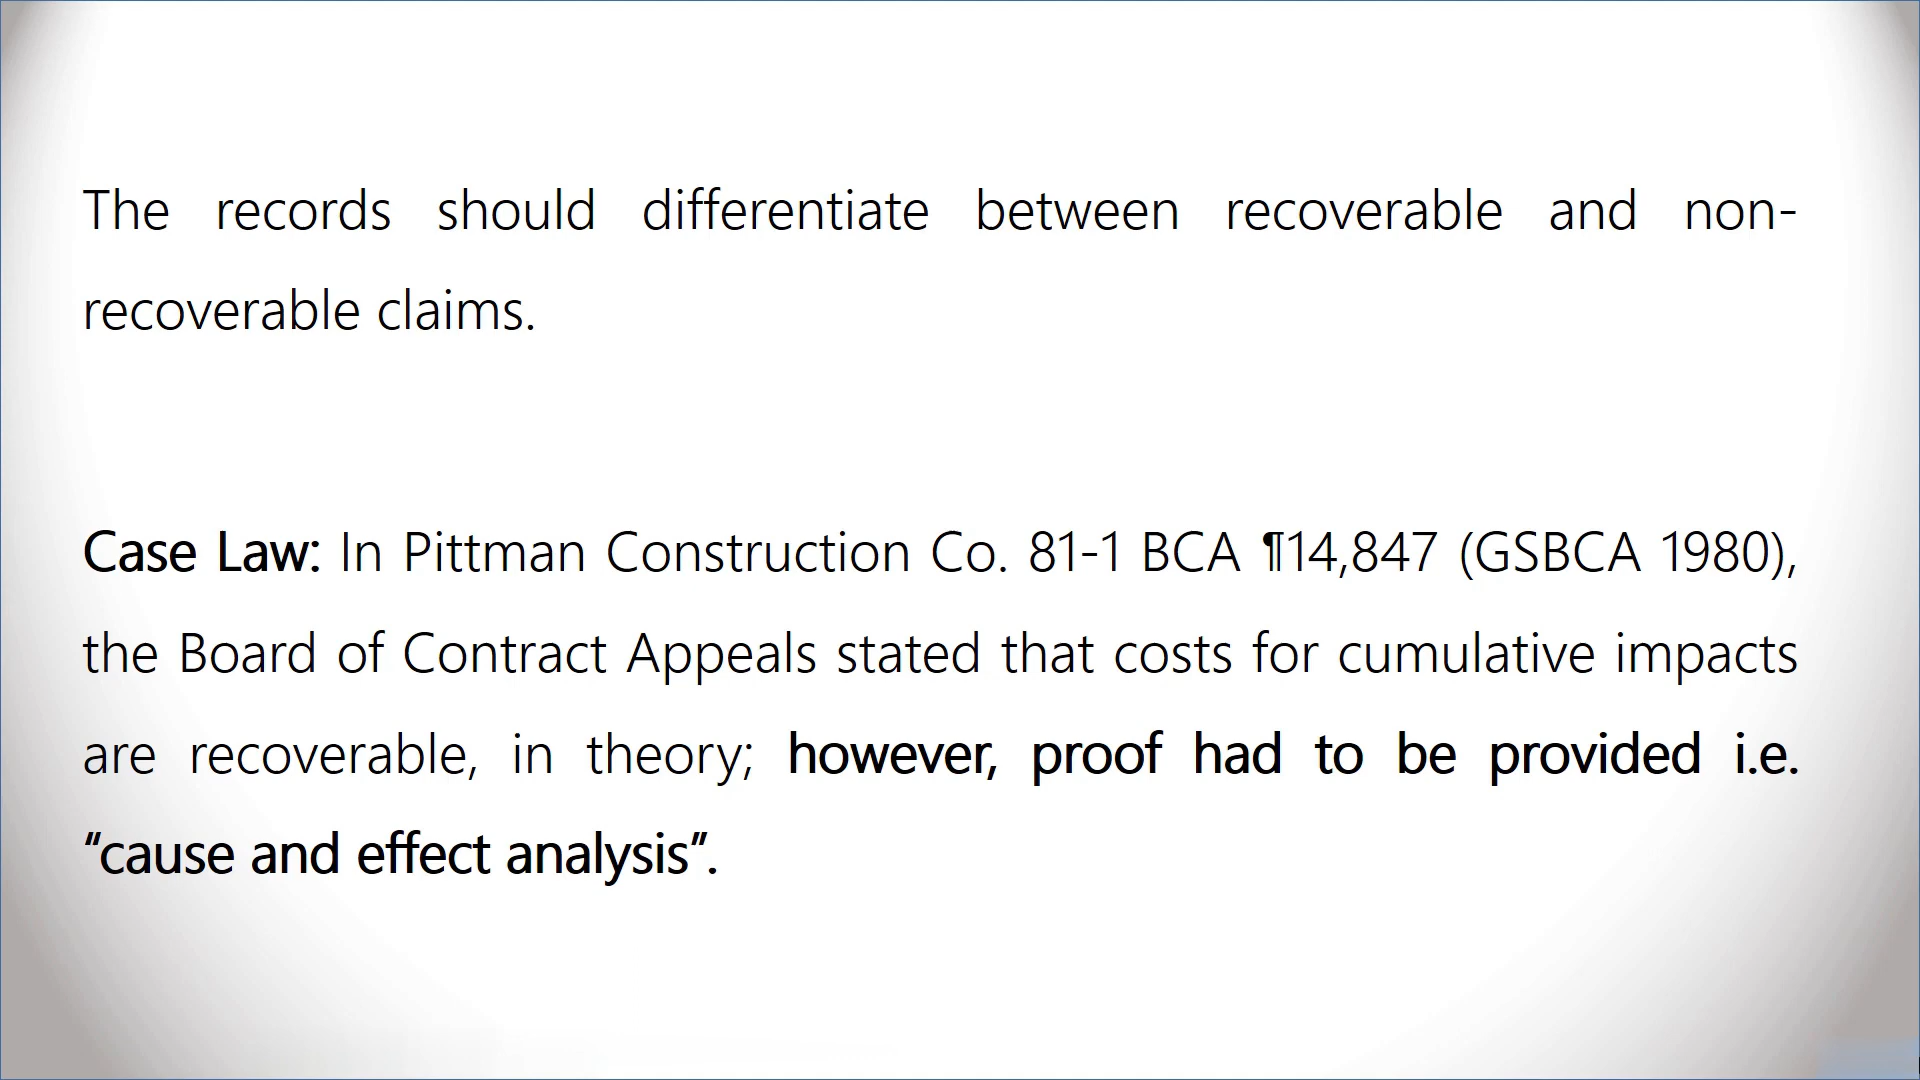 The records should differentiate between recoverable and non-
recoverable claims.
Case Law: In Pittman Construction Co. 81-1 BCA ¶14,847 (GSBCA 1980),
the Board of Contract Appeals stated that costs for cumulative impacts
are recoverable, in theory; however, proof had to be provided i.e.
“cause and effect analysis”.